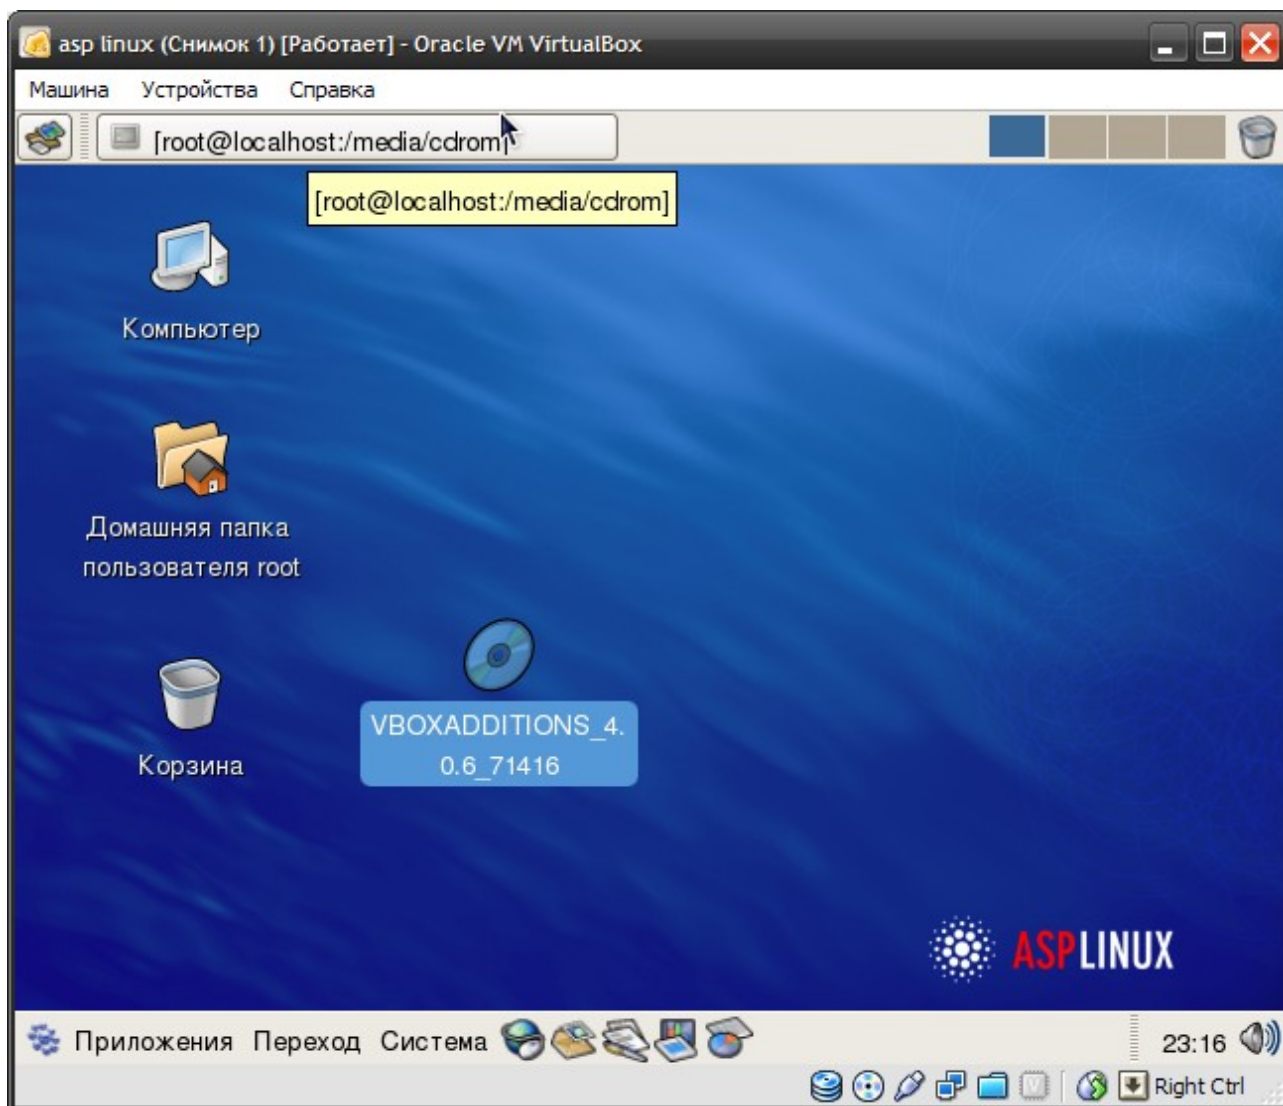 asp linux (Снимок 1) [Работает] - Oracle VM VirtualBox
Машина Устройства Справка
[root@localhost:/media/cdrom]
[root@localhost:/media/cdrom]
Компьютер
Домашняя папка
пользователя root
VBOXADDITIONS_4.
0.6_71416
Корзина
ASPLINUX
Приложения Переход Система 23:16
Right Ctrl